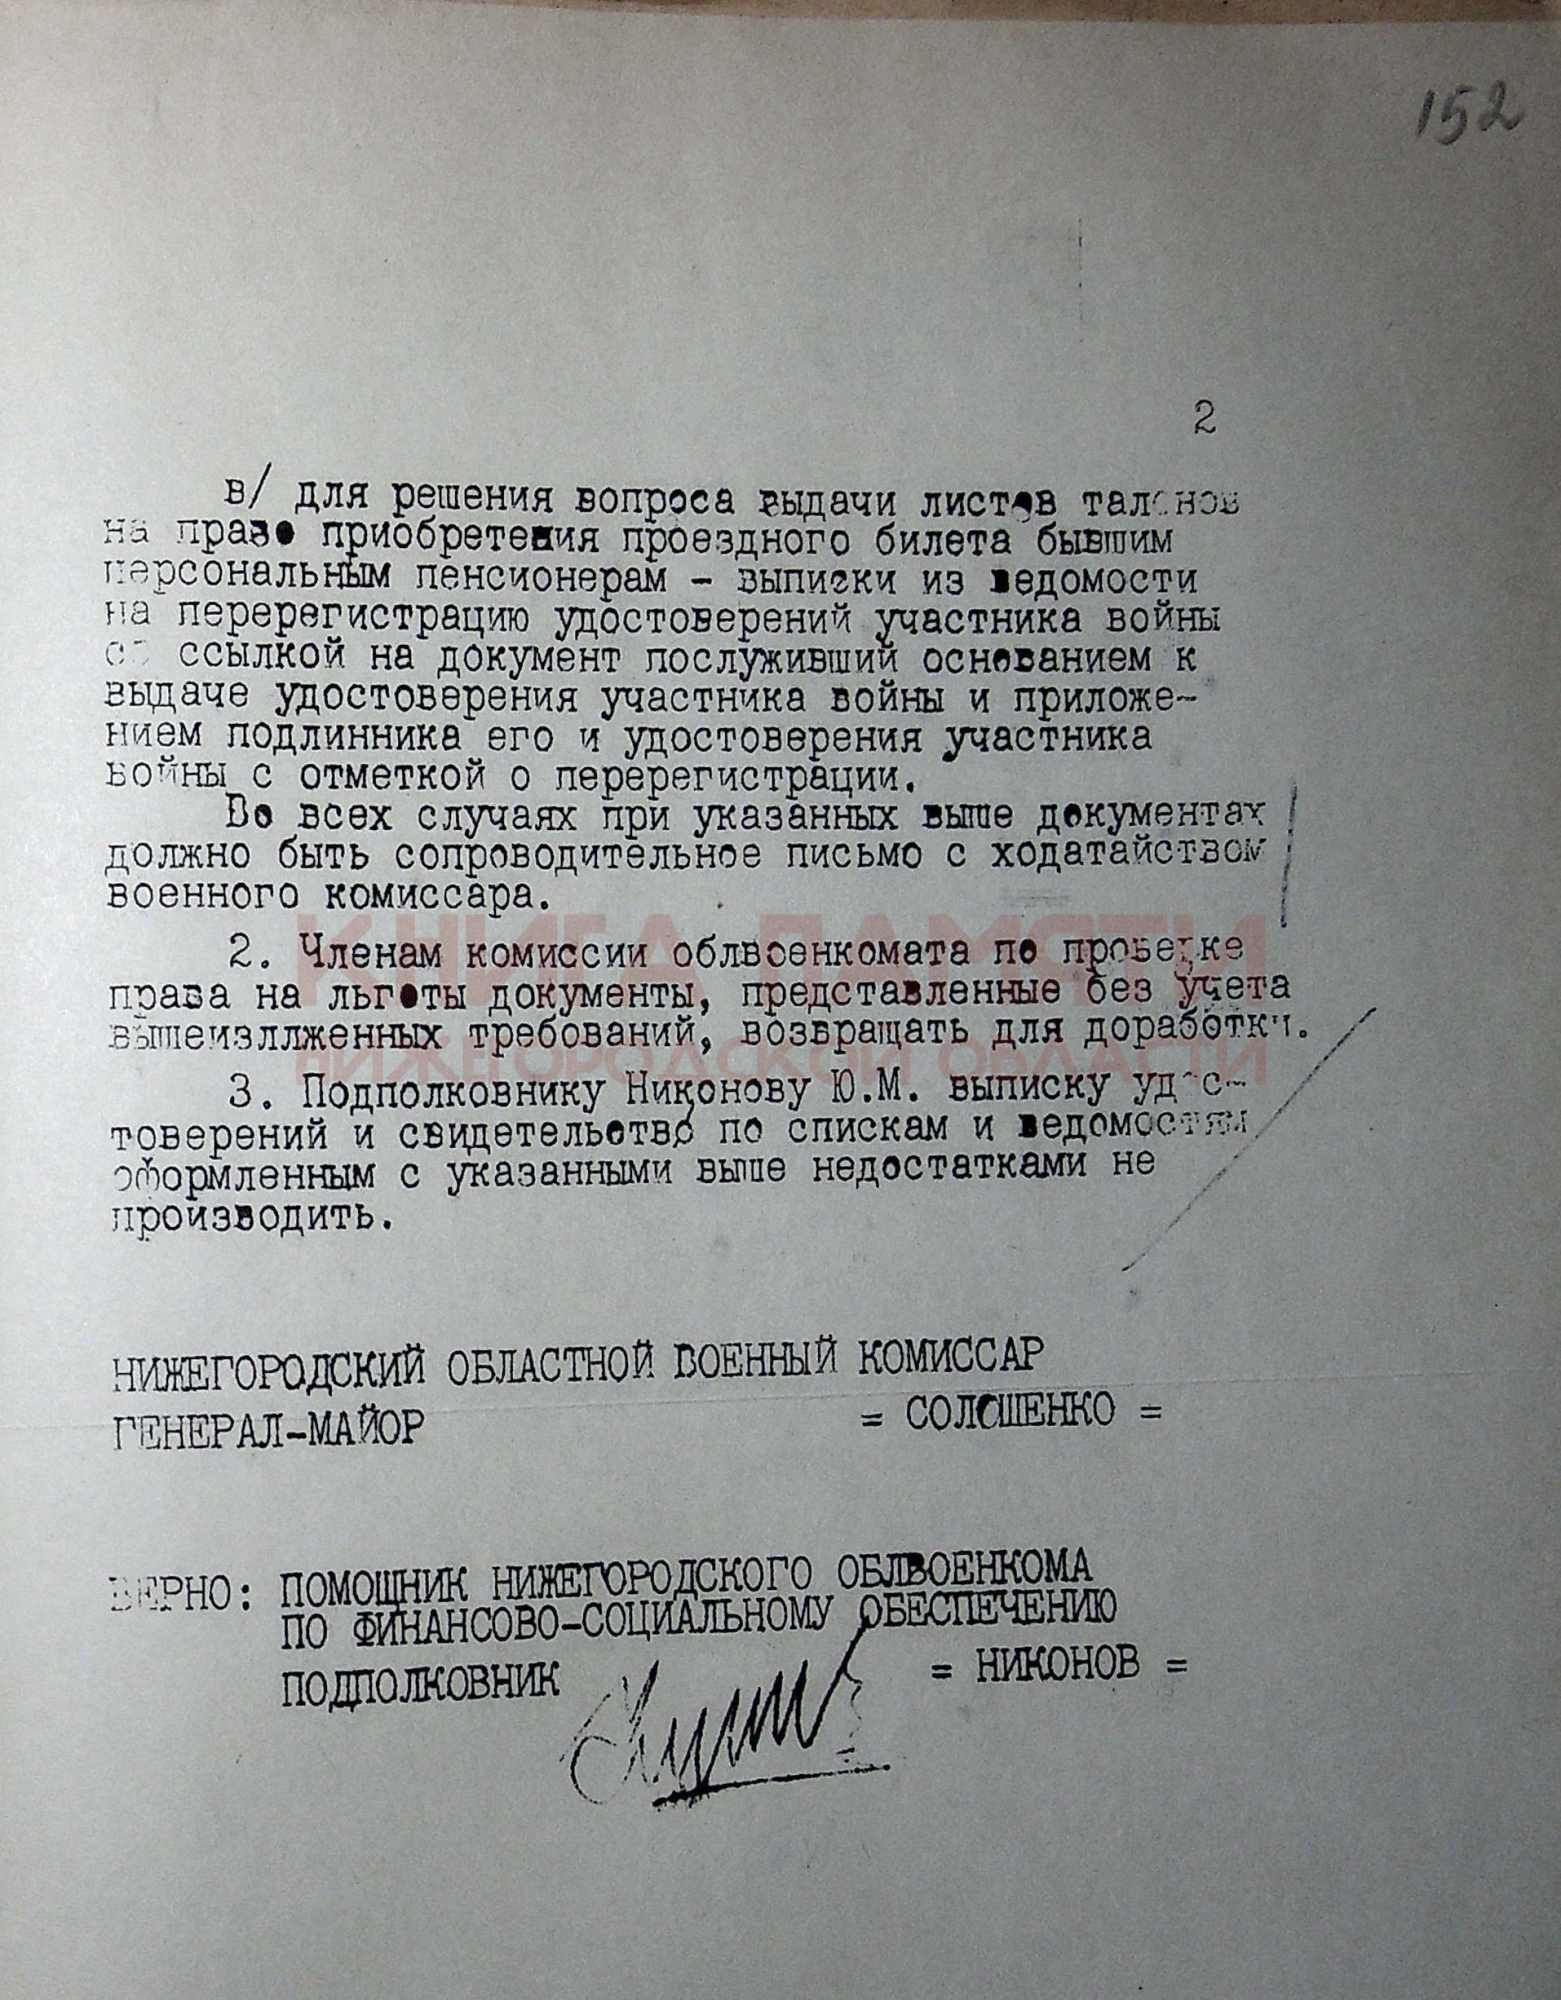 152
2
в/ для решения вопроса выдачи листов талонов
на право приобретения проездного билета бывшим
персональным пенсионерам - выписки из ведомости
на перерегистрацию удостоверений участника войны
со ссылкой на документ послуживший основанием к
выдаче удостоверения участника войны и приложе-
нием подлинника его и удостоверения участника
войны с отметкой о перерегистрации.
Во всех случаях при указанных выше документах
должно быть сопроводительное письмо с ходатайством
военного комиссара.
КНИГА ПАМЯТИ
2. Членам комиссии облвоенкомата по проверке
права на льготы документы, представленные без учета
вышеизллженных требований, возвращать для доработки.
НИЖЕГОРОДСКОЙ ОБЛАСТИ
3. Подполковнику Никонову Ю.М. выписку удос-
товерений и свидетельство по спискам и ведомостям
оформленным с указанными выше недостатками не
производить.
НИЖЕГОРОДСКИЙ ОБЛАСТНОЙ ВОЕННЫЙ КОМИССАР
ГЕНЕРАЛ-МАЙОР = СОЛОШЕНКО =
ВЕРНО: ПОМОЩНИК НИЖЕГОРОДСКОГО ОБЛВОЕНКОМА
ПО ФИНАНСОВО-СОЦИАЛЬНОМУ ОБЕСПЕЧЕНИЮ
ПОДПОЛКОВНИК = НИКОНОВ =